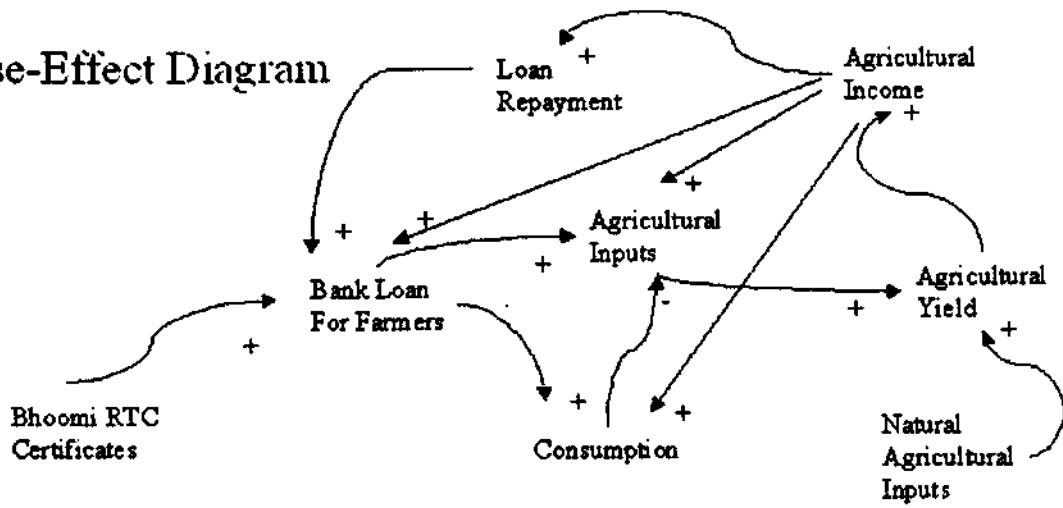 se-Effect Diagram
Loan
Repayment
+
Agricultural
Income
+
+
+
+
Agricultural
Inputs
+
Bank Loan
For Farmers
+
-
+
Agricultural
Yield
+
Bhoomi RTC
Certificates
+
+
Consumption
Natural
Agricultural
Inputs